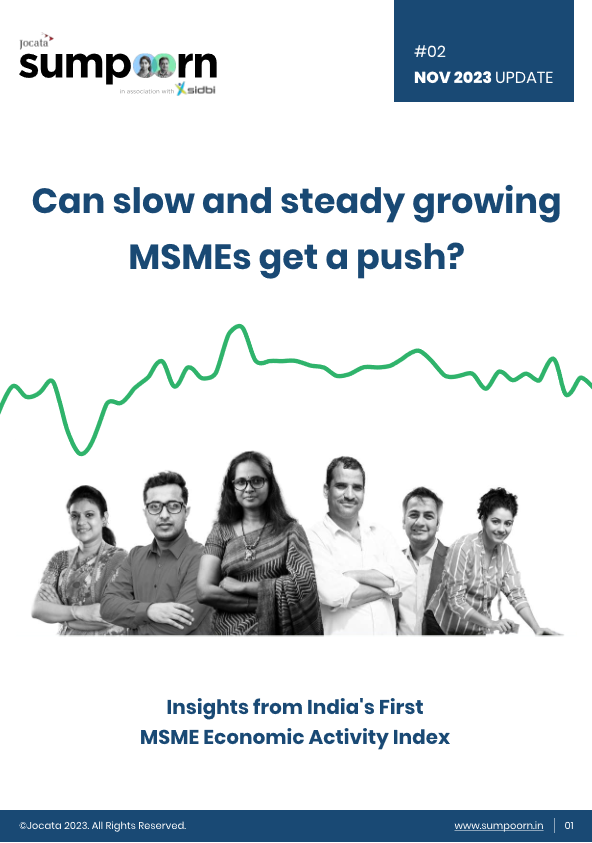 Jocata
sumpoorn
in association with sidbi
#02
NOV 2023 UPDATE
Can slow and steady growing
MSMEs get a push?
Insights from India's First
MSME Economic Activity Index
©Jocata 2023. All Rights Reserved.
www.sumpoorn.in 01